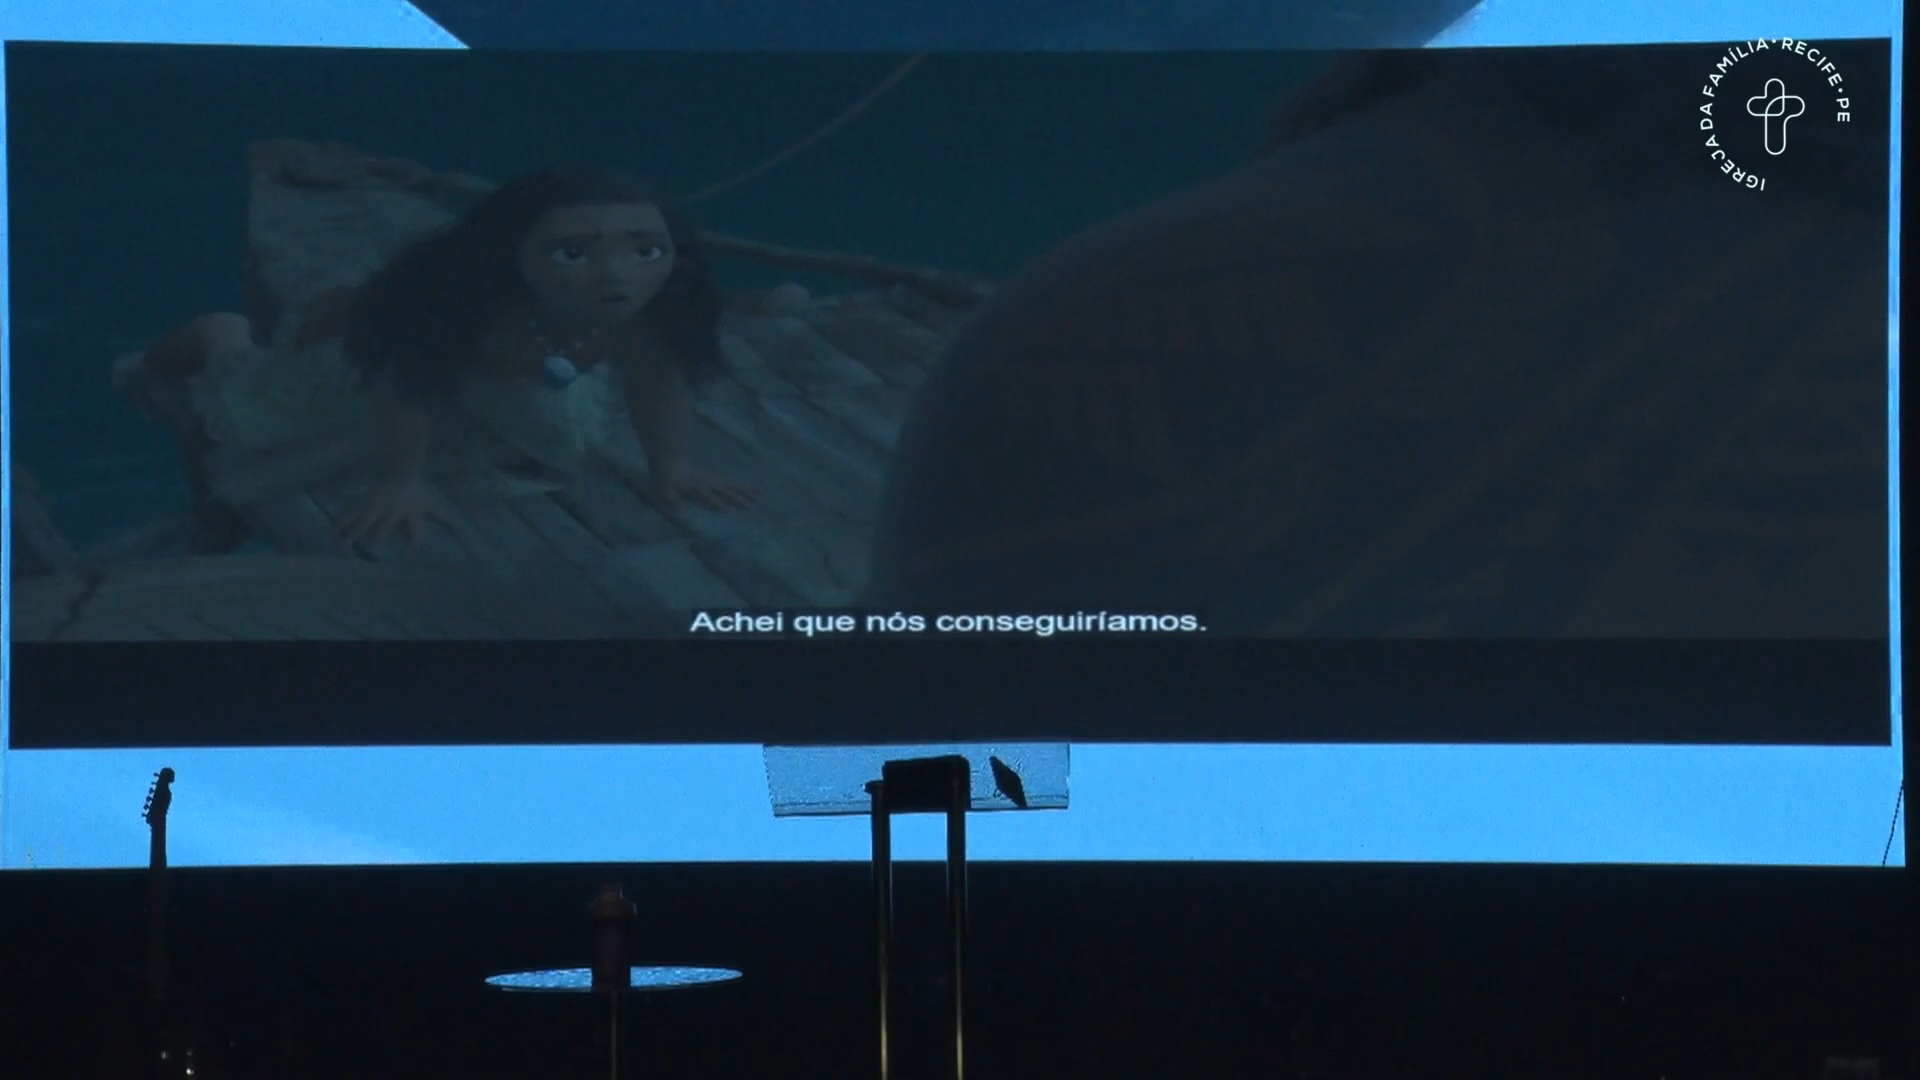 IGREJA DA FAMÍLIA • RECIFE • PE
Achei que nós conseguiríamos.